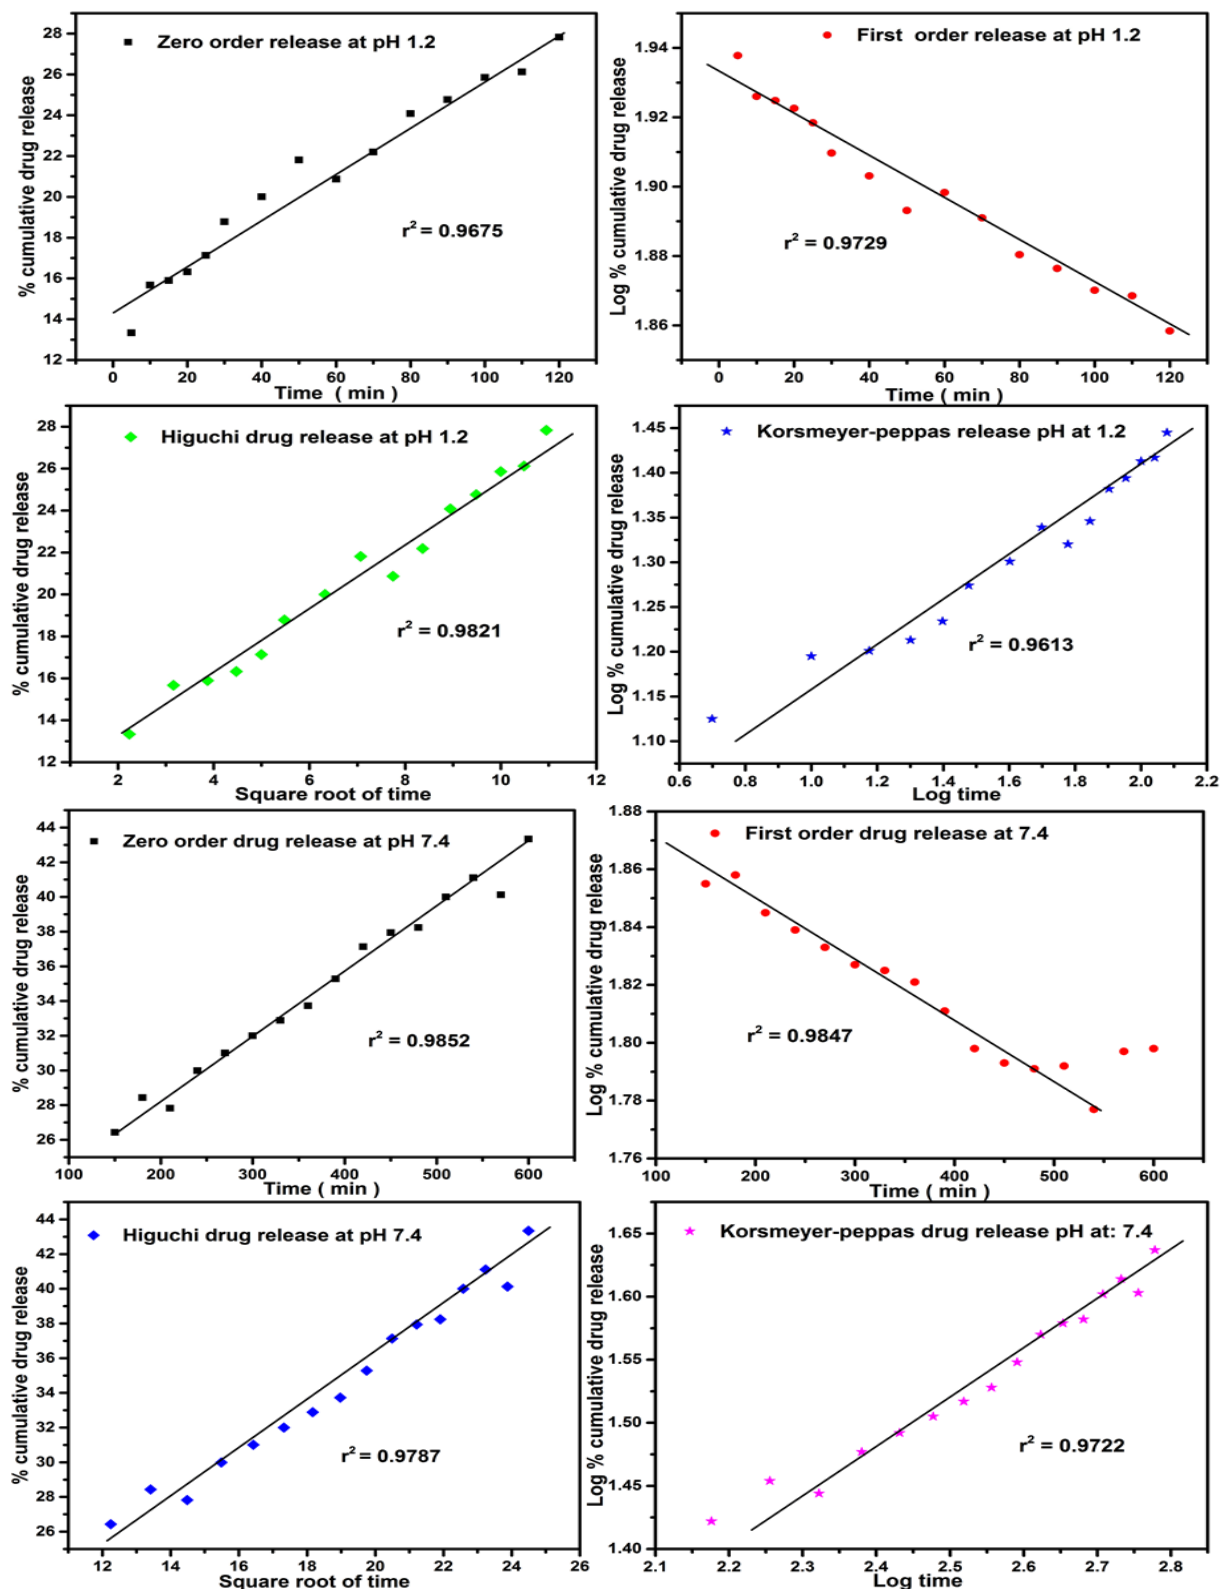 Zero order release at pH 1.2
% cumulative drug release
28
26
24
22
20
18
16
14
12
r² = 0.9675
0 20 40 60 80 100 120
Time ( min )
First order release at pH 1.2
Log % cumulative drug release
1.94
1.92
1.90
1.88
1.86
r² = 0.9729
0 20 40 60 80 100 120
Time ( min )
Higuchi drug release at pH 1.2
% cumulative drug release
28
26
24
22
20
18
16
14
12
r² = 0.9821
2 4 6 8 10 12
Square root of time
Korsmeyer-peppas release pH at 1.2
Log % cumulative drug release
1.45
1.40
1.35
1.30
1.25
1.20
1.15
1.10
r² = 0.9613
0.6 0.8 1.0 1.2 1.4 1.6 1.8 2.0 2.2
Log time
Zero order drug release at pH 7.4
% cumulative drug release
44
42
40
38
36
34
32
30
28
26
r² = 0.9852
100 200 300 400 500 600
Time ( min )
First order drug release at 7.4
Log % cumulative drug release
1.88
1.86
1.84
1.82
1.80
1.78
1.76
r² = 0.9847
100 200 300 400 500 600
Time ( min )
Higuchi drug release at pH 7.4
% cumulative drug release
44
42
40
38
36
34
32
30
28
26
r² = 0.9787
12 14 16 18 20 22 24 26
Square root of time
Korsmeyer-peppas drug release pH at: 7.4
Log % cumulative drug release
1.65
1.60
1.55
1.50
1.45
1.40
r² = 0.9722
2.1 2.2 2.3 2.4 2.5 2.6 2.7 2.8
Log time